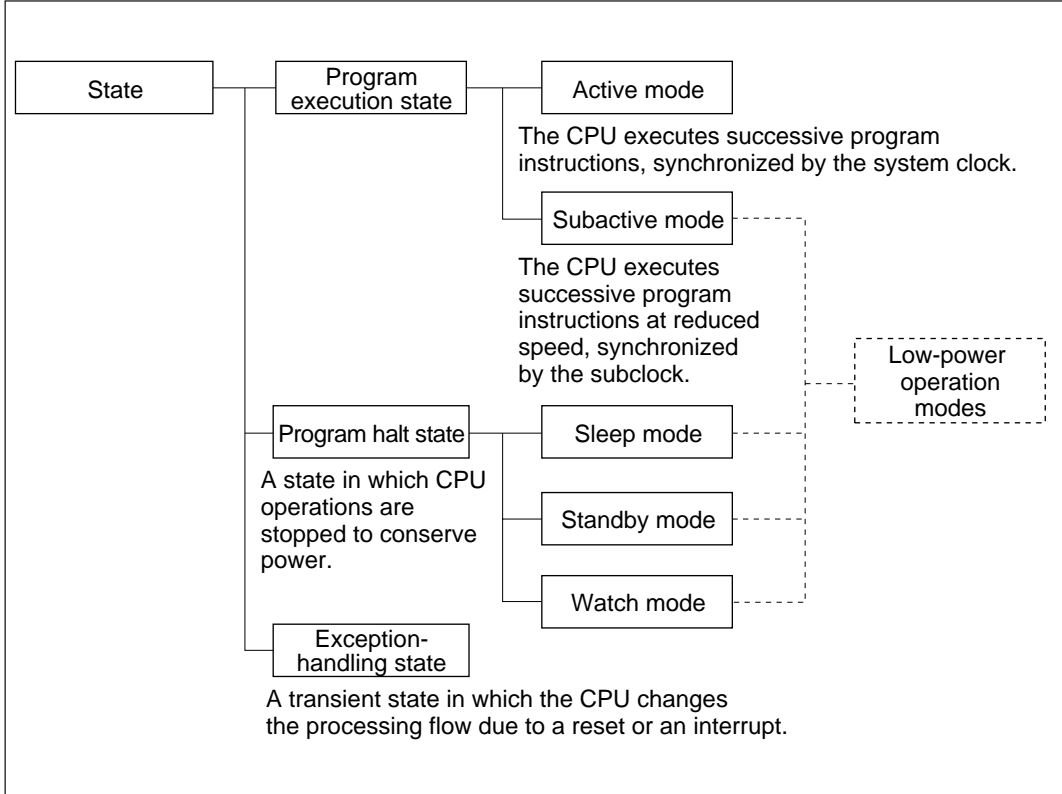 State
Program
execution state
Active mode
The CPU executes successive program
instructions, synchronized by the system clock.
Subactive mode
The CPU executes
successive program
instructions at reduced
speed, synchronized
by the subclock.
Low-power
operation
modes
Program halt state
A state in which CPU
operations are
stopped to conserve
power.
Sleep mode
Standby mode
Watch mode
Exception-
handling state
A transient state in which the CPU changes
the processing flow due to a reset or an interrupt.